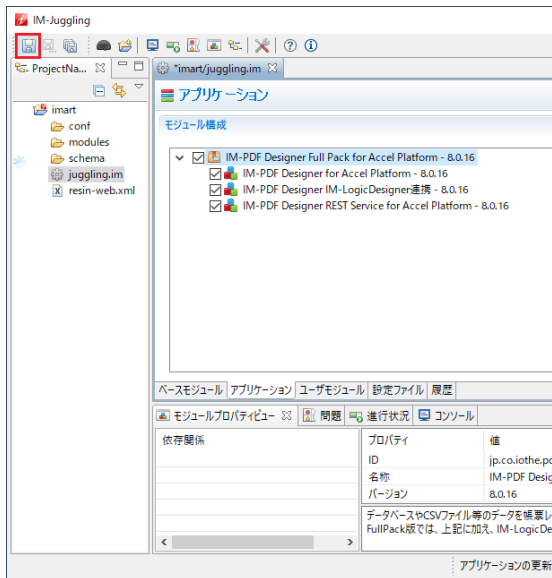 IM-Juggling
ProjectNa...
*imart/juggling.im
imart
conf
modules
schema
juggling.im
resin-web.xml
アプリケーション
モジュール構成
IM-PDF Designer Full Pack for Accel Platform - 8.0.16
IM-PDF Designer for Accel Platform - 8.0.16
IM-PDF Designer IM-LogicDesigner連携 - 8.0.16
IM-PDF Designer REST Service for Accel Platform - 8.0.16
ベースモジュール アプリケーション ユーザモジュール 設定ファイル 履歴
モジュールプロパティビュー 問題 進行状況 コンソール
依存関係
プロパティ 値
ID jp.co.iothe.po
名称 IM-PDF Desig
バージョン 8.0.16
データベースやCSVファイル等のデータを帳票レ
FullPack版では、上記に加え、IM-LogicDe
アプリケーションの更新